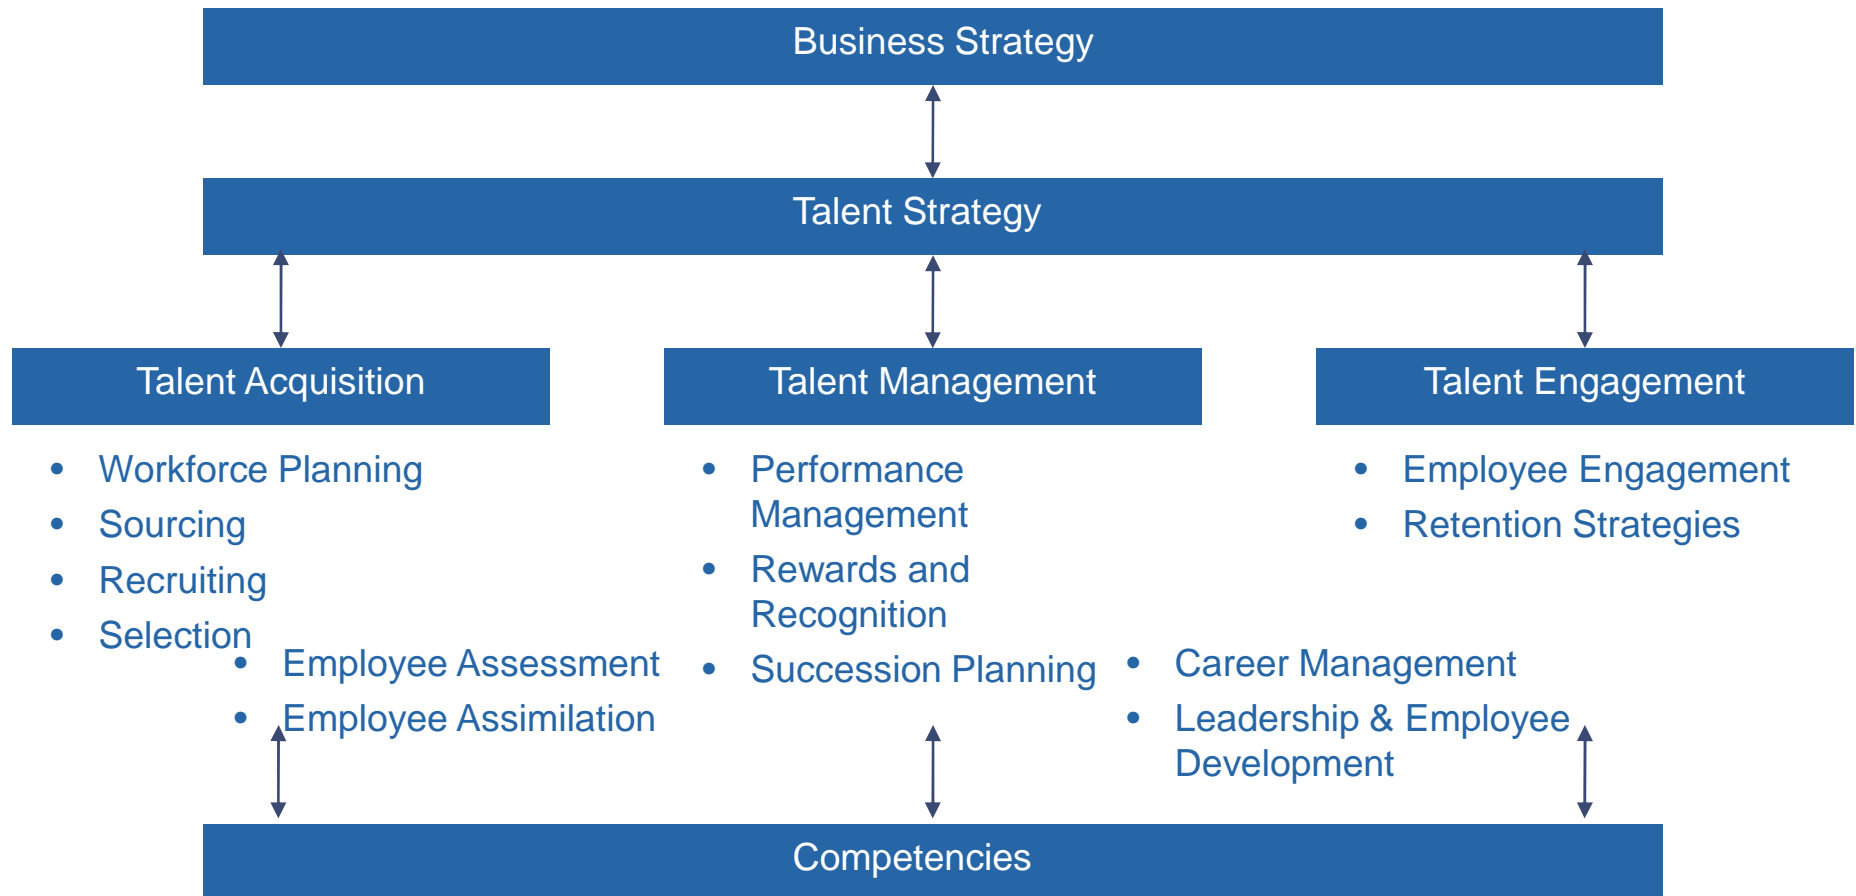 Business Strategy
Talent Strategy
Talent Acquisition
• Workforce Planning
• Sourcing
• Recruiting
• Selection
• Employee Assessment
• Employee Assimilation
Talent Management
• Performance
Management
• Rewards and
Recognition
• Succession Planning
Talent Engagement
• Employee Engagement
• Retention Strategies
• Career Management
• Leadership & Employee
Development
Competencies